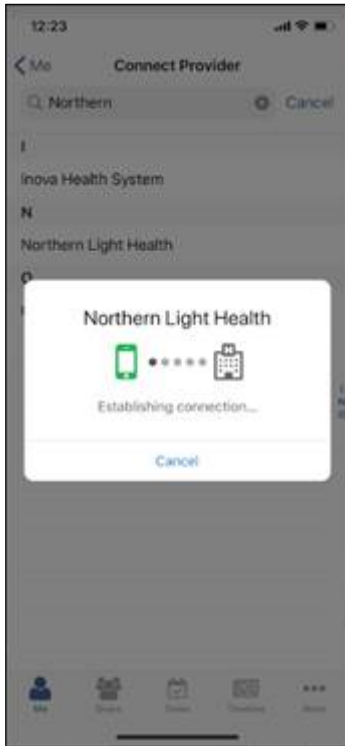 12:23
Me Connect Provider
Northern Cancel
I
Inova Health System
N
Northern Light Health
O
Northern Light Health
Establishing connection...
Cancel
Me Share